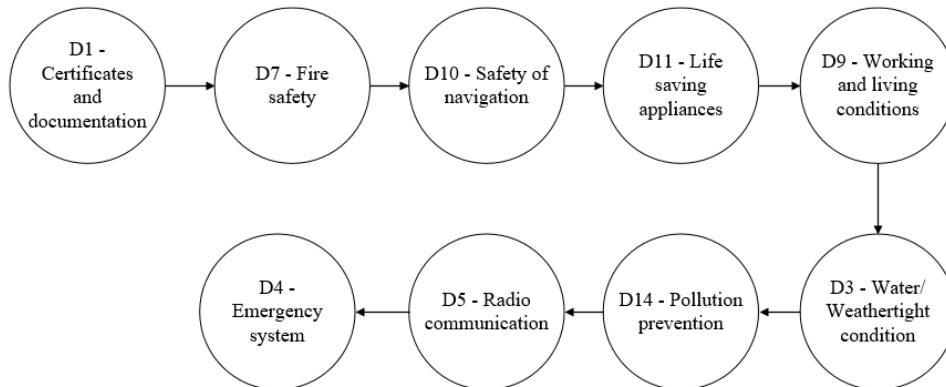 D1 -
Certificates
and
documentation
D7 - Fire
safety
D10 - Safety of
navigation
D11 - Life
saving
appliances
D9 - Working
and living
conditions
D3 - Water/
Weathertight
condition
D14 - Pollution
prevention
D5 - Radio
communication
D4 -
Emergency
system